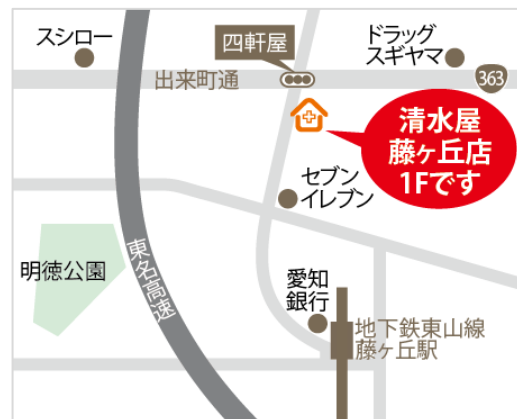 スシロー
四軒屋
ドラッグ
スギヤマ
出来町通
363
清水屋
藤ヶ丘店
1Fです
セブン
イレブン
明徳公園
東名高速
愛知
銀行
地下鉄東山線
藤ヶ丘駅